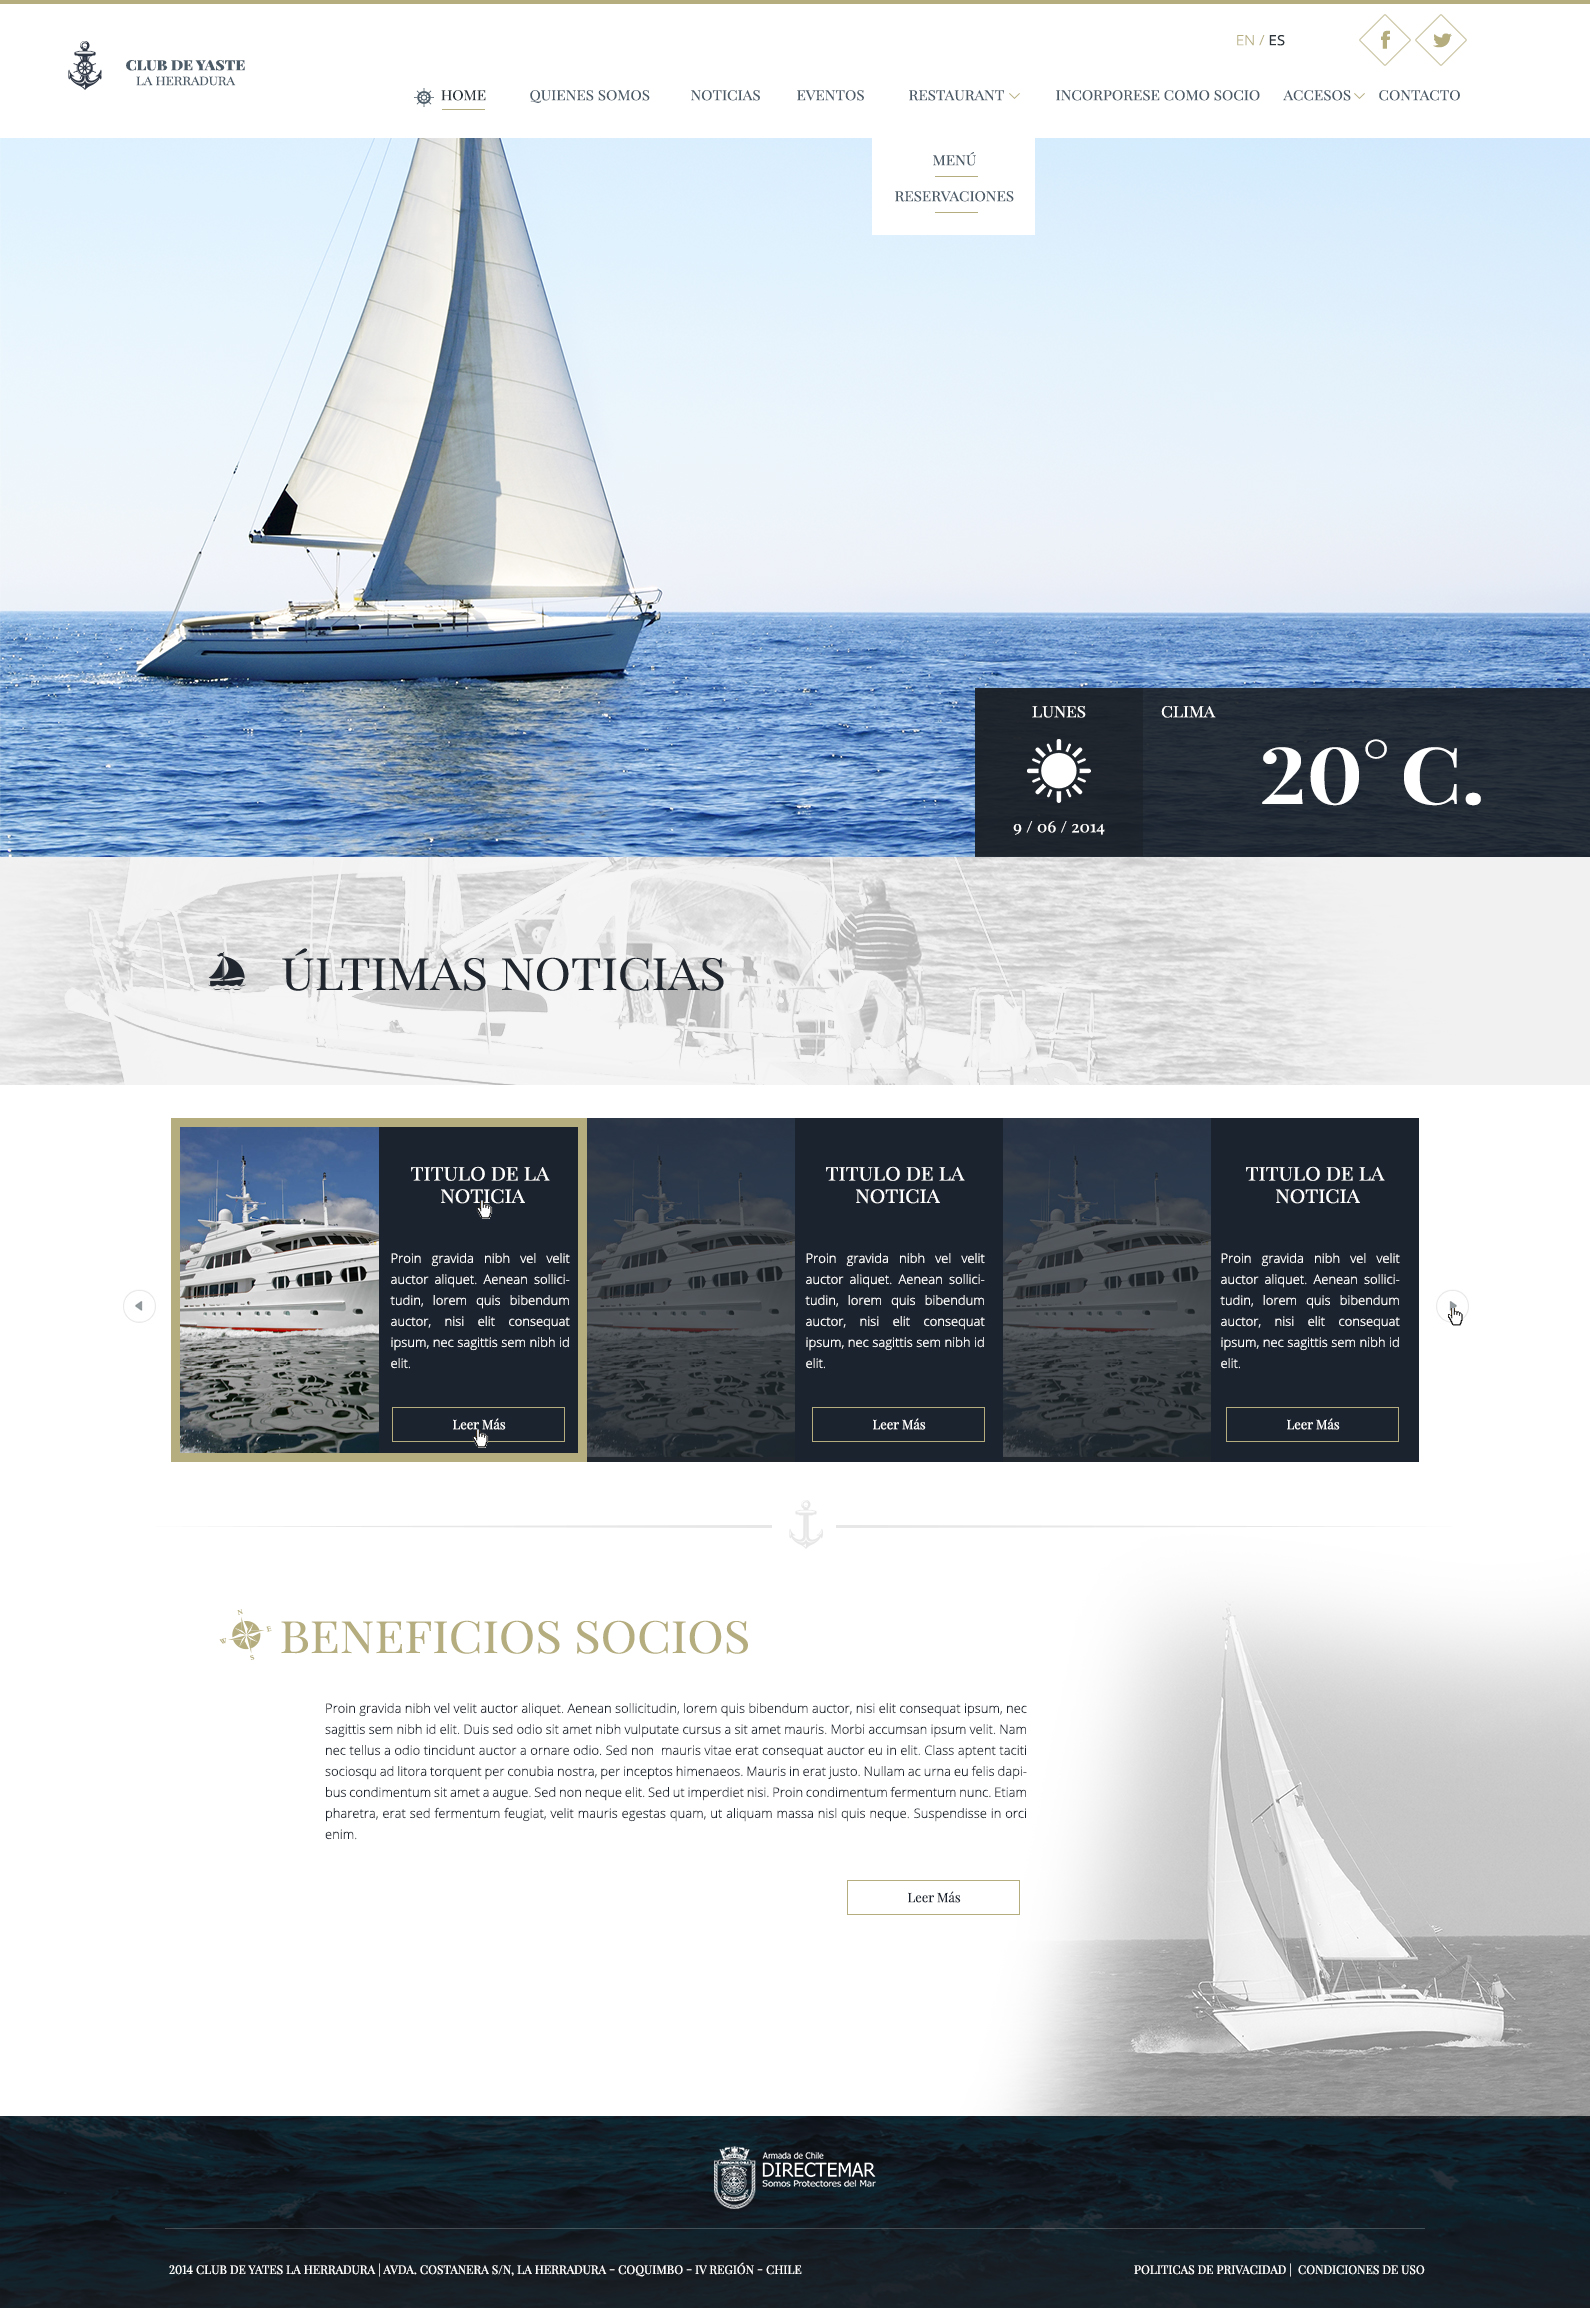 EN / ES
CLUB DE YASTE
LA HERRADURA
HOME
QUIENES SOMOS
NOTICIAS
EVENTOS
RESTAURANT
INCORPORESE COMO SOCIO
ACCESOS
CONTACTO
MENÚ
RESERVACIONES
LUNES
9 / 06 / 2014
CLIMA
20° C.
ÚLTIMAS NOTICIAS
TITULO DE LA
NOTICIA
Proin gravida nibh vel velit
auctor aliquet. Aenean sollici-
tudin, lorem quis bibendum
auctor, nisi elit consequat
ipsum, nec sagittis sem nibh id
elit.
Leer Más
TITULO DE LA
NOTICIA
Proin gravida nibh vel velit
auctor aliquet. Aenean sollici-
tudin, lorem quis bibendum
auctor, nisi elit consequat
ipsum, nec sagittis sem nibh id
elit.
Leer Más
TITULO DE LA
NOTICIA
Proin gravida nibh vel velit
auctor aliquet. Aenean sollici-
tudin, lorem quis bibendum
auctor, nisi elit consequat
ipsum, nec sagittis sem nibh id
elit.
Leer Más
BENEFICIOS SOCIOS
Proin gravida nibh vel velit auctor aliquet. Aenean sollicitudin, lorem quis bibendum auctor, nisi elit consequat ipsum, nec
sagittis sem nibh id elit. Duis sed odio sit amet nibh vulputate cursus a sit amet mauris. Morbi accumsan ipsum velit. Nam
nec tellus a odio tincidunt auctor a ornare odio. Sed non  mauris vitae erat consequat auctor eu in elit. Class aptent taciti
sociosqu ad litora torquent per conubia nostra, per inceptos himenaeos. Mauris in erat justo. Nullam ac urna eu felis dapi-
bus condimentum sit amet a augue. Sed non neque elit. Sed ut imperdiet nisi. Proin condimentum fermentum nunc. Etiam
pharetra, erat sed fermentum feugiat, velit mauris egestas quam, ut aliquam massa nisl quis neque. Suspendisse in orci
enim.
Leer Más
Armada de Chile
DIRECTEMAR
Somos Protectores del Mar
2014 CLUB DE YATES LA HERRADURA | AVDA. COSTANERA S/N, LA HERRADURA - COQUIMBO - IV REGIÓN - CHILE
POLITICAS DE PRIVACIDAD | CONDICIONES DE USO